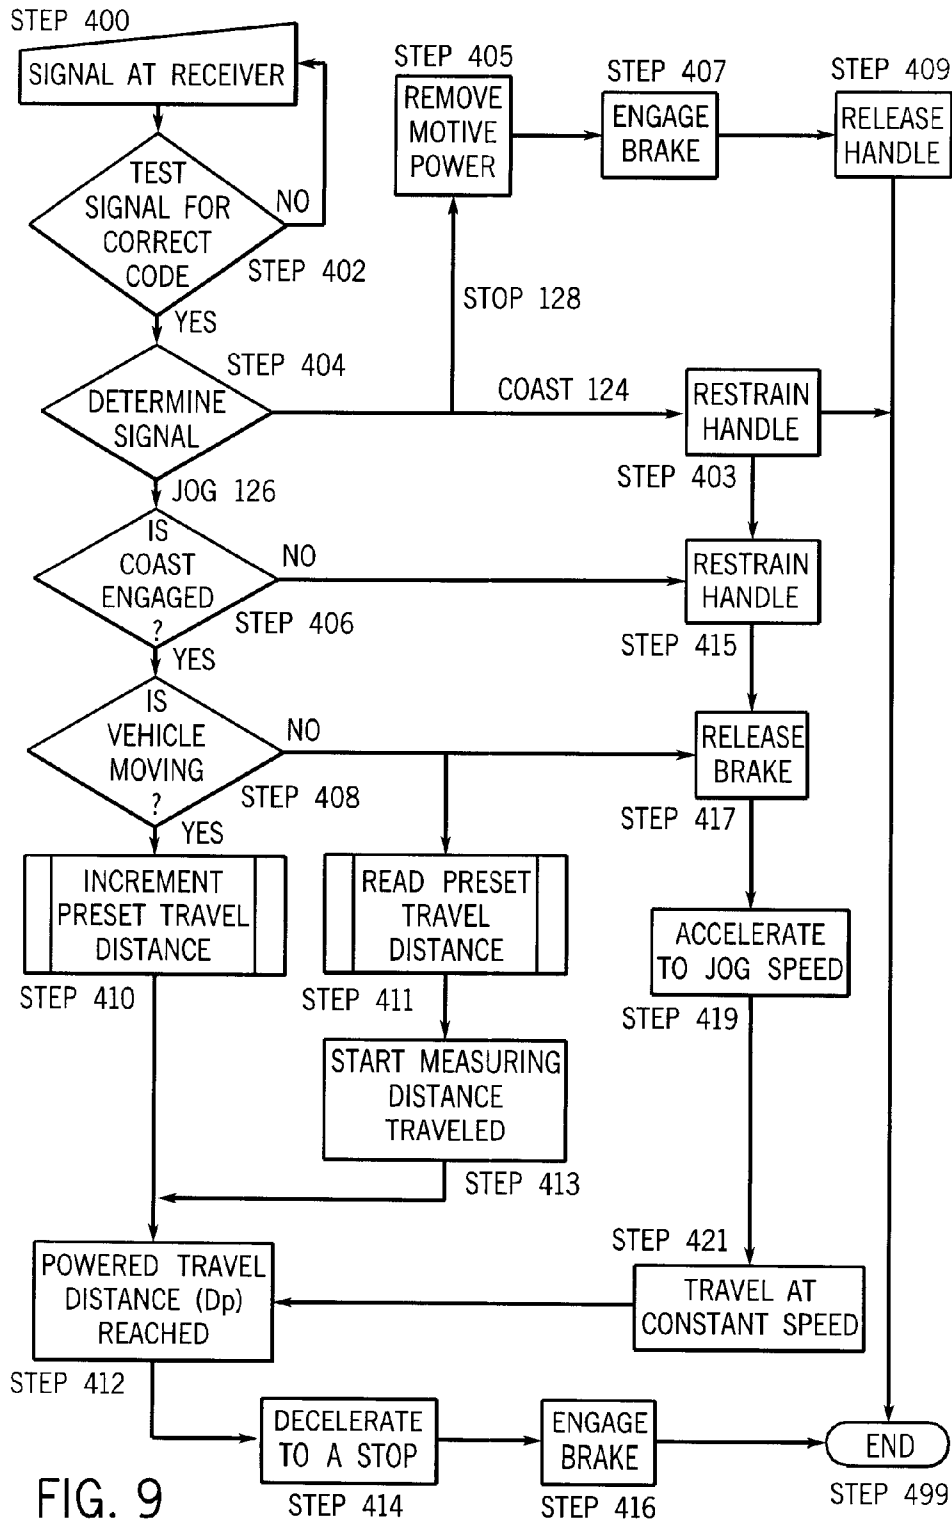 STEP 400
SIGNAL AT RECEIVER
TEST
SIGNAL FOR
CORRECT
CODE
NO
STEP 402
YES
STEP 404
DETERMINE
SIGNAL
STOP 128
COAST 124
JOG 126
STEP 405
REMOVE
MOTIVE
POWER
STEP 407
ENGAGE
BRAKE
STEP 409
RELEASE
HANDLE
RESTRAIN
HANDLE
STEP 403
IS
COAST
ENGAGED
?
NO
STEP 406
YES
RESTRAIN
HANDLE
STEP 415
IS
VEHICLE
MOVING
?
NO
STEP 408
YES
RELEASE
BRAKE
STEP 417
INCREMENT
PRESET TRAVEL
DISTANCE
STEP 410
READ PRESET
TRAVEL
DISTANCE
STEP 411
ACCELERATE
TO JOG SPEED
STEP 419
START MEASURING
DISTANCE
TRAVELED
STEP 413
STEP 421
TRAVEL AT
CONSTANT SPEED
POWERED TRAVEL
DISTANCE (Dp)
REACHED
STEP 412
DECELERATE
TO A STOP
STEP 414
ENGAGE
BRAKE
STEP 416
END
STEP 499
FIG. 9